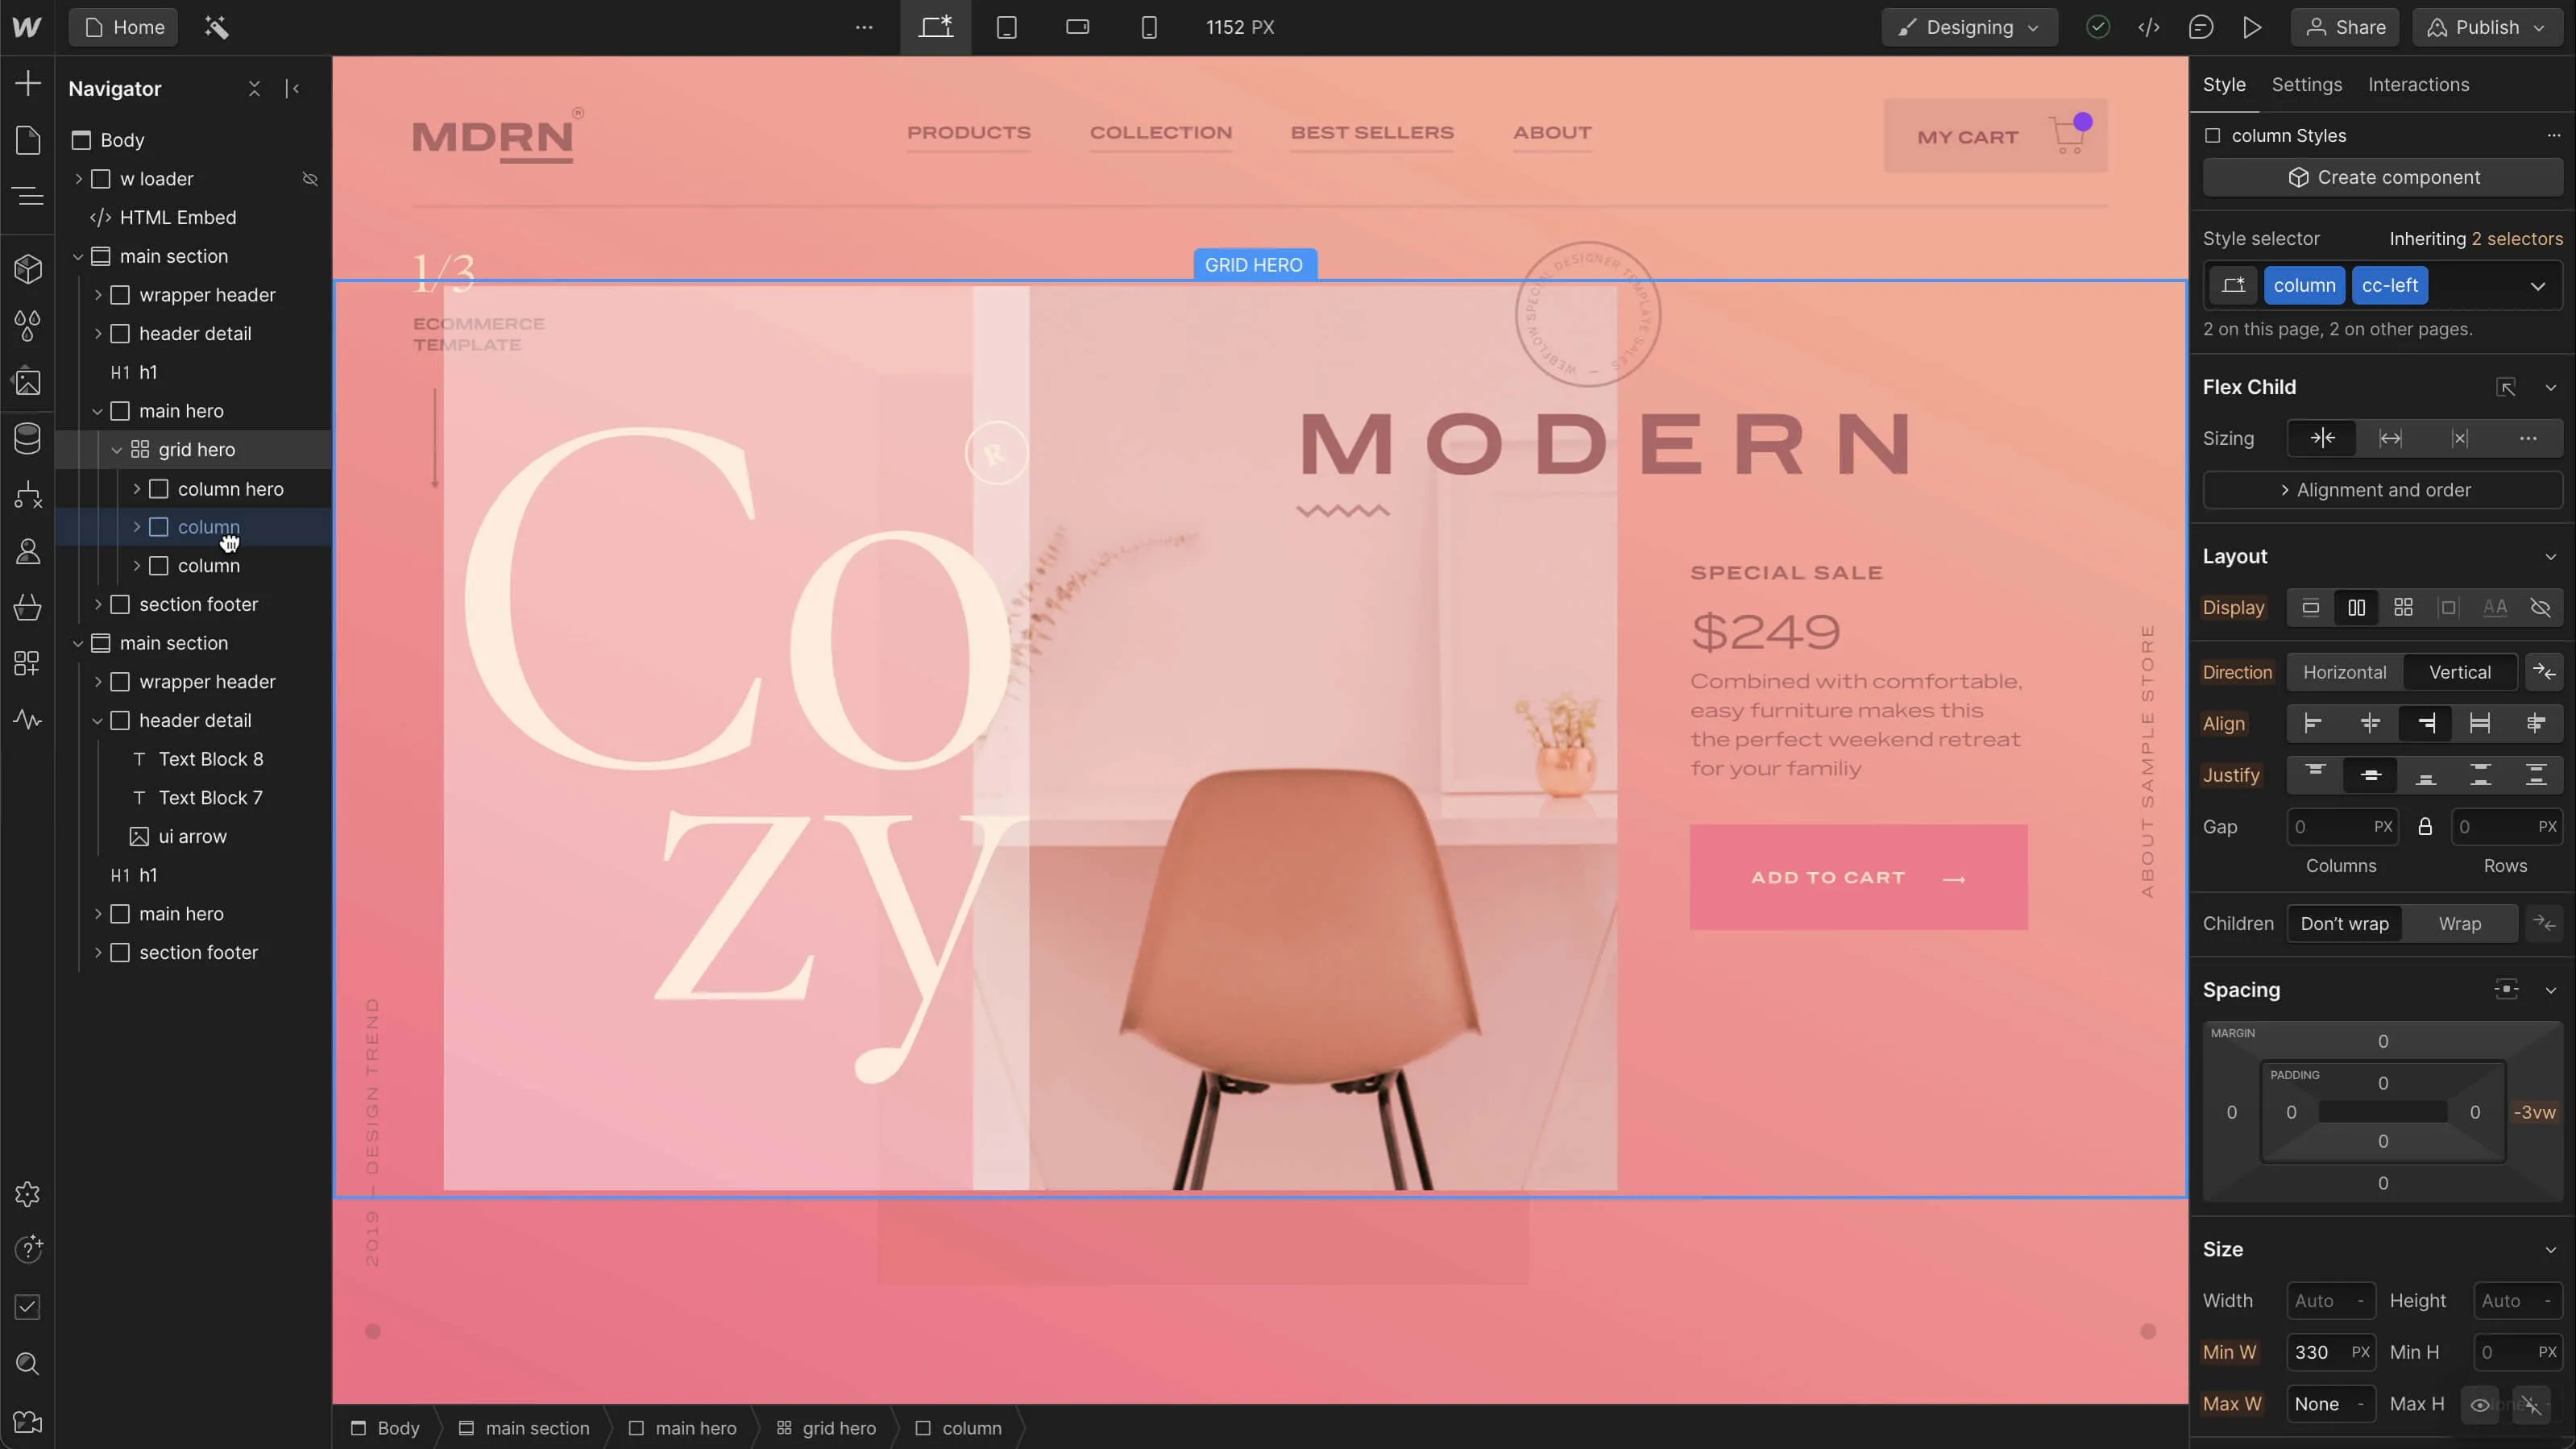 Home
1152 PX
Designing
Share
Publish
Navigator
Body
w loader
HTML Embed
main section
wrapper header
header detail
H1 h1
main hero
grid hero
column hero
column
column
section footer
main section
wrapper header
header detail
T Text Block 8
T Text Block 7
ui arrow
H1 h1
main hero
section footer
MDRN®
PRODUCTS
COLLECTION
BEST SELLERS
ABOUT
MY CART
1/3
GRID HERO
ECOMMERCE
TEMPLATE
WEBFLOW SPECIAL DESIGNER TOMPLATE SALES —
Co
zy
R
MODERN
SPECIAL SALE
$249
Combined with comfortable,
easy furniture makes this
the perfect weekend retreat
for your familiy
ADD TO CART →
ABOUT SAMPLE STORE
2019 — DESIGN TREND
Body
main section
main hero
grid hero
column
Style
Settings
Interactions
column Styles
Create component
Style selector
Inheriting 2 selectors
column
cc-left
2 on this page, 2 on other pages.
Flex Child
Sizing
Alignment and order
Layout
Display
AA
Direction
Horizontal
Vertical
Align
Justify
Gap
0 PX
0 PX
Columns
Rows
Children
Don't wrap
Wrap
Spacing
MARGIN
0
PADDING
0
0
0
0
-3vw
0
0
Size
Width
Auto -
Height
Auto -
Min W
330 PX
Min H
0 PX
Max W
None -
Max H